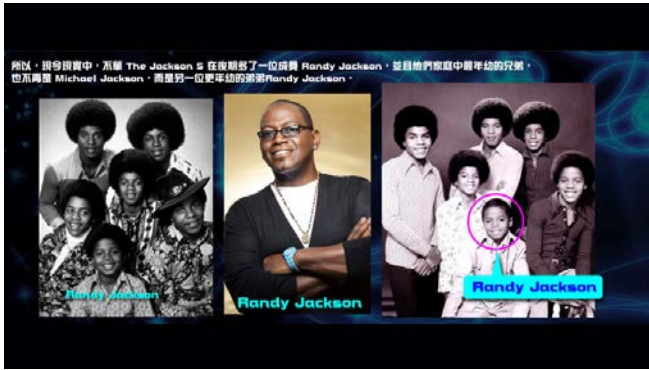 所以，現今現實中，不單 The Jackson 5 在後期多了一位成員 Randy Jackson，並且他們家庭中最年幼的兄弟，
也不再是 Michael Jackson，而是另一位更年幼的弟弟Randy Jackson。
Randy Jackson
Randy Jackson
Randy Jackson